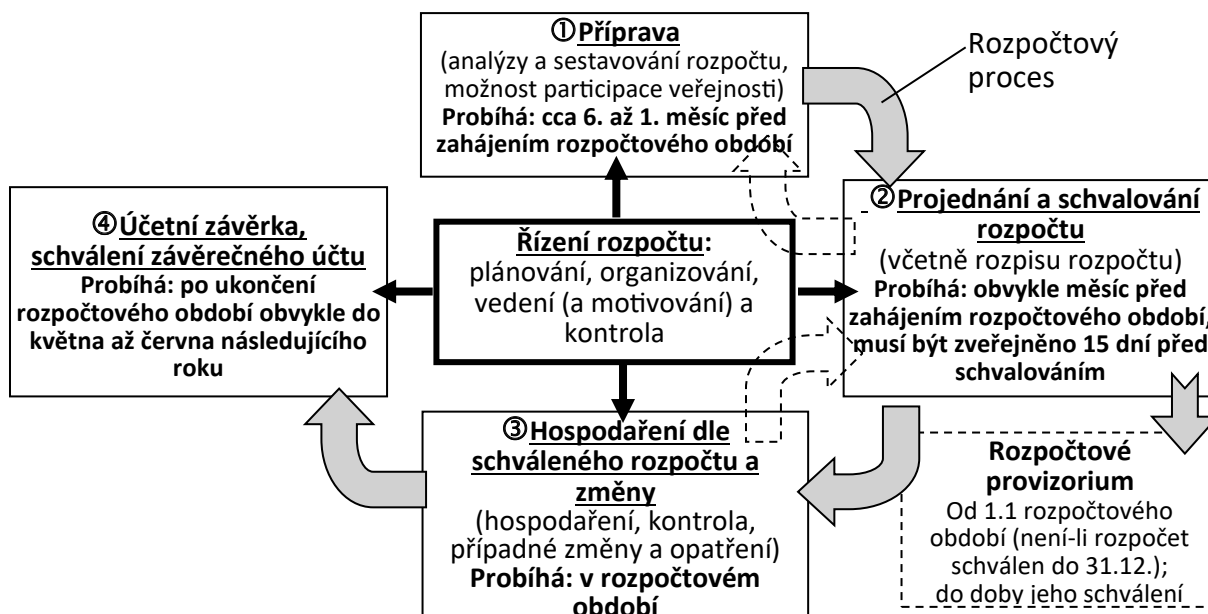 ①Příprava
(analýzy a sestavování rozpočtu,
možnost participace veřejnosti)
Probíhá: cca 6. až 1. měsíc před
zahájením rozpočtového období
Rozpočtový
proces
②Projednání a schvalování
rozpočtu
(včetně rozpisu rozpočtu)
Probíhá: obvykle měsíc před
zahájením rozpočtového období,
musí být zveřejněno 15 dní před
schvalováním
Řízení rozpočtu:
plánování, organizování,
vedení (a motivování) a
kontrola
④Účetní závěrka,
schválení závěrečného účtu
Probíhá: po ukončení
rozpočtového období obvykle do
května až června následujícího
roku
③Hospodaření dle
schváleného rozpočtu a
změny
(hospodaření, kontrola,
případné změny a opatření)
Probíhá: v rozpočtovém
období
Rozpočtové
provizorium
Od 1.1 rozpočtového
období (není-li rozpočet
schválen do 31.12.);
do doby jeho schválení